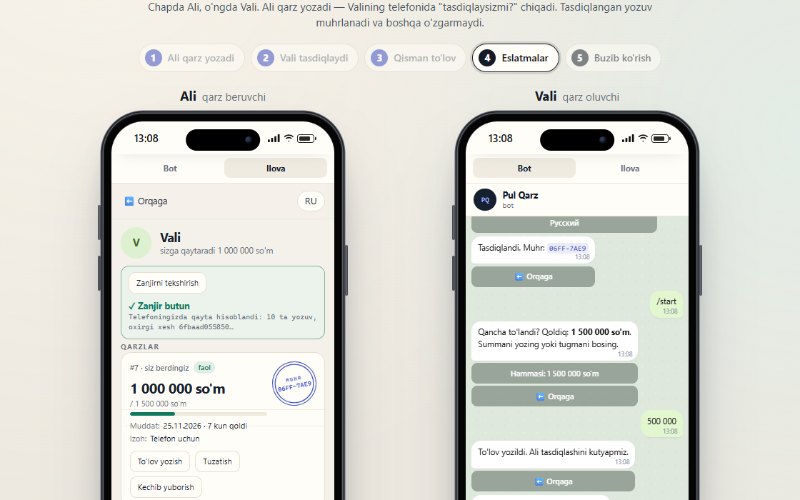 Chapda Ali, o'ngda Vali. Ali qarz yozadi — Valining telefonida "tasdiqlaysizmi?" chiqadi. Tasdiqlangan yozuv
muhrlanadi va boshqa o'zgarmaydi.
1 Ali qarz yozadi
2 Vali tasdiqlaydi
3 Qisman to'lov
4 Eslatmalar
5 Buzib ko'rish
Ali qarz beruvchi
13:08
Bot
Ilova
Orqaga
RU
V
Vali
sizga qaytaradi 1 000 000 so'm
Zanjirni tekshirish
✓ Zanjir butun
Telefoningizda qayta hisoblandi: 10 ta yozuv,
oxirgi xesh 6fbaad055850…
QARZLAR
#7 · siz berdingiz faol
1 000 000 so'm
/ 1 500 000 so'm
MUHR
06FF-7AE9
Muddat: 25.11.2026 · 7 kun qoldi
Izoh: Telefon uchun
To'lov yozish
Tuzatish
Kechib yuborish
Vali qarz oluvchi
13:08
Bot
Ilova
PQ
Pul Qarz
bot
Русский
Tasdiqlandi. Muhr: 06FF-7AE9
13:08
Orqaga
/start
13:08
Qancha to'landi? Qoldiq: 1 500 000 so'm.
Summani yozing yoki tugmani bosing.
13:08
Hammasi: 1 500 000 so'm
Orqaga
500 000
13:08
To'lov yozildi. Ali tasdiqlashini kutyapmiz.
13:08
Orqaga